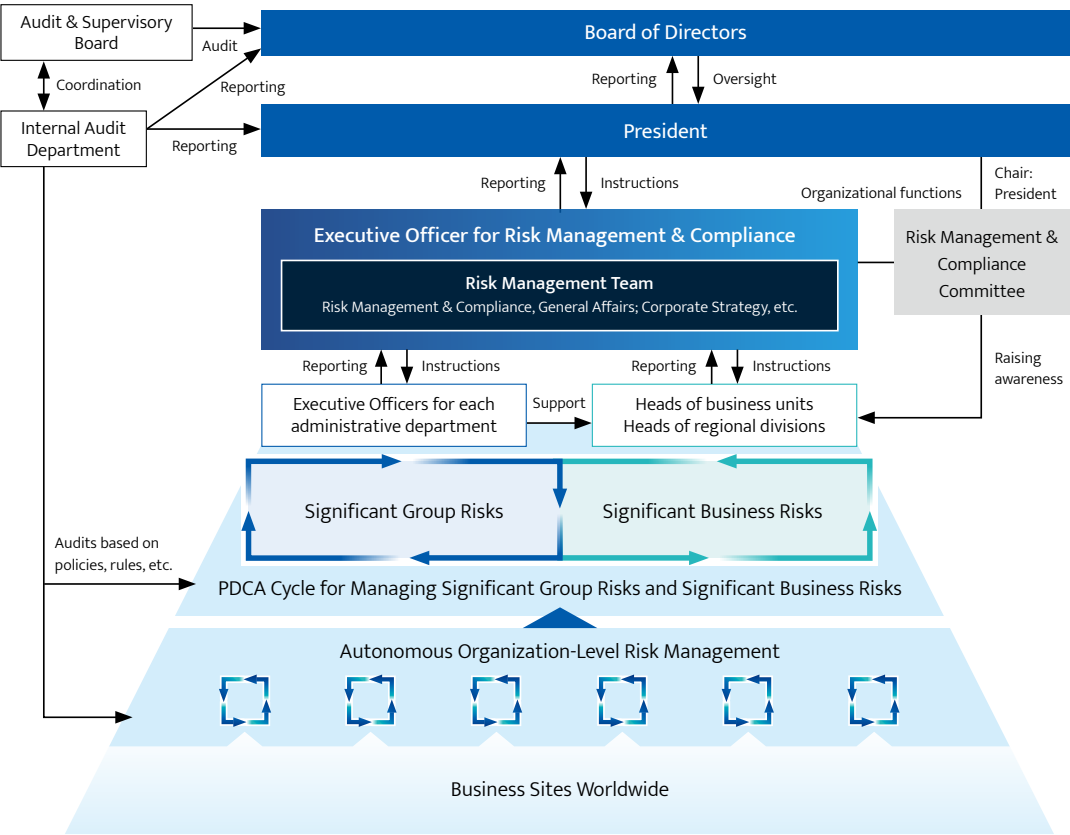 Audit & Supervisory
Board
Audit
Board of Directors
Coordination
Reporting
Reporting
Oversight
Internal Audit
Department
Reporting
President
Reporting
Instructions
Organizational functions
Chair:
President
Executive Officer for Risk Management & Compliance
Risk Management Team
Risk Management & Compliance, General Affairs; Corporate Strategy, etc.
Risk Management &
Compliance
Committee
Reporting
Instructions
Reporting
Instructions
Raising
awareness
Executive Officers for each
administrative department
Support
Heads of business units
Heads of regional divisions
Significant Group Risks
Significant Business Risks
Audits based on
policies, rules, etc.
PDCA Cycle for Managing Significant Group Risks and Significant Business Risks
Autonomous Organization-Level Risk Management
Business Sites Worldwide